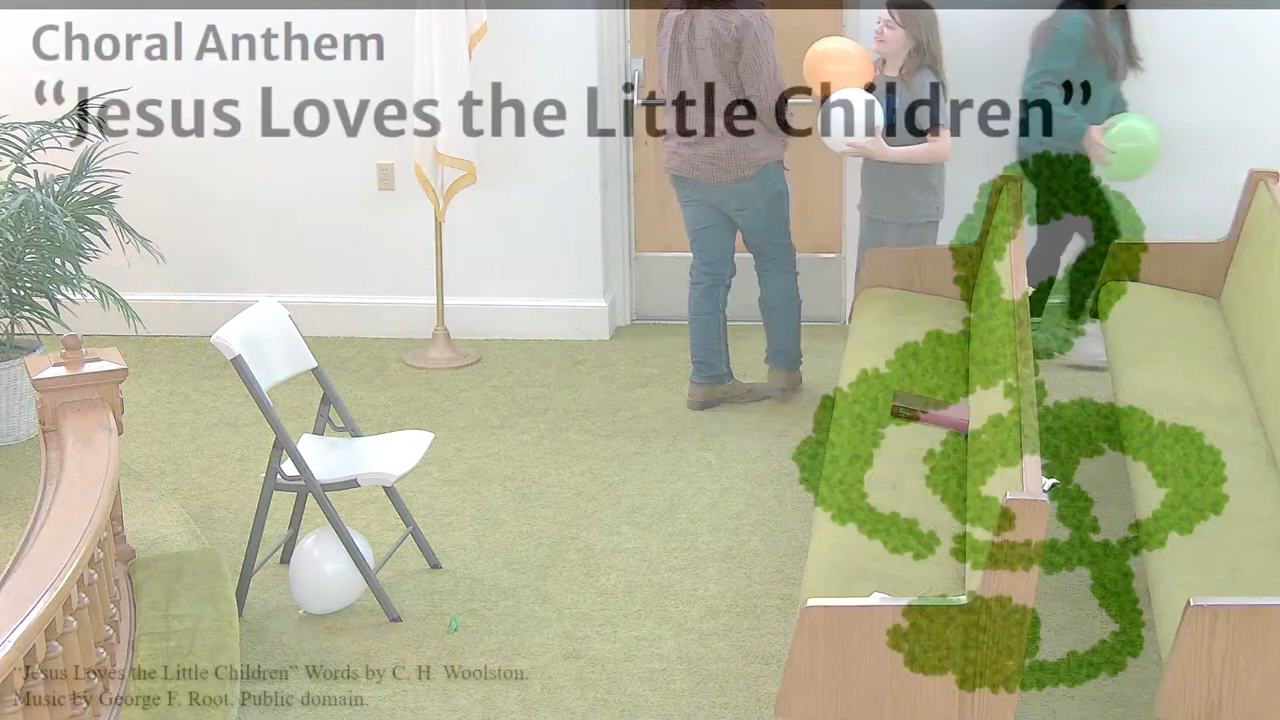 Choral Anthem
“Jesus Loves the Little Children”
“Jesus Loves the Little Children” Words by C. H. Woolston.
Music by George F. Root. Public domain.